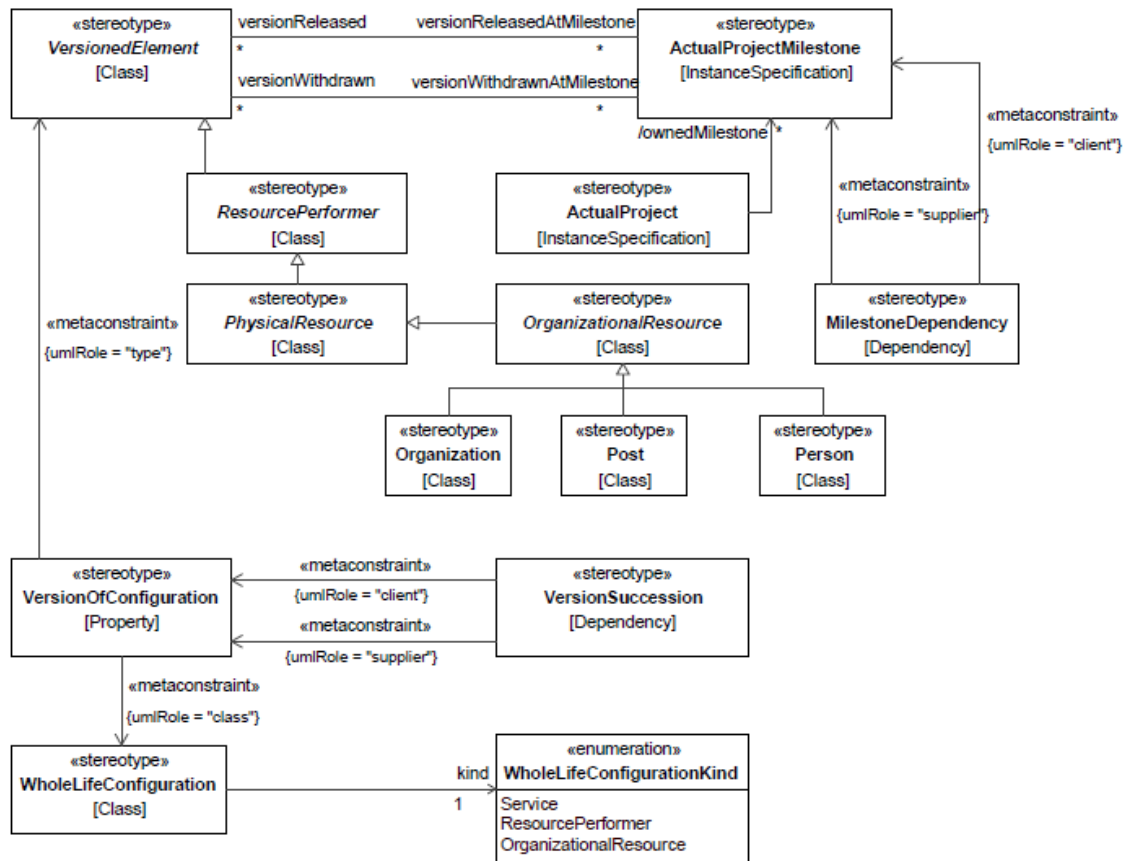 «stereotype»
VersionedElement
[Class]
versionReleased
versionReleasedAtMilestone
*
*
versionWithdrawn
versionWithdrawnAtMilestone
*
*
«stereotype»
ActualProjectMilestone
[InstanceSpecification]
/ownedMilestone *
«metaconstraint»
{umlRole = "client"}
«stereotype»
ResourcePerformer
[Class]
«stereotype»
ActualProject
[InstanceSpecification]
«metaconstraint»
{umlRole = "supplier"}
«metaconstraint»
{umlRole = "type"}
«stereotype»
PhysicalResource
[Class]
«stereotype»
OrganizationalResource
[Class]
«stereotype»
MilestoneDependency
[Dependency]
«stereotype»
Organization
[Class]
«stereotype»
Post
[Class]
«stereotype»
Person
[Class]
«stereotype»
VersionOfConfiguration
[Property]
«metaconstraint»
{umlRole = "client"}
«metaconstraint»
{umlRole = "supplier"}
«stereotype»
VersionSuccession
[Dependency]
«metaconstraint»
{umlRole = "class"}
«stereotype»
WholeLifeConfiguration
[Class]
kind
1
«enumeration»
WholeLifeConfigurationKind
Service
ResourcePerformer
OrganizationalResource